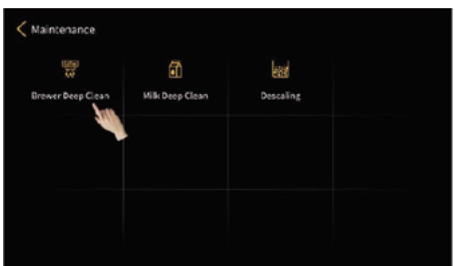 Maintenance
Brewer Deep Clean
Milk Deep Clean
Descaling